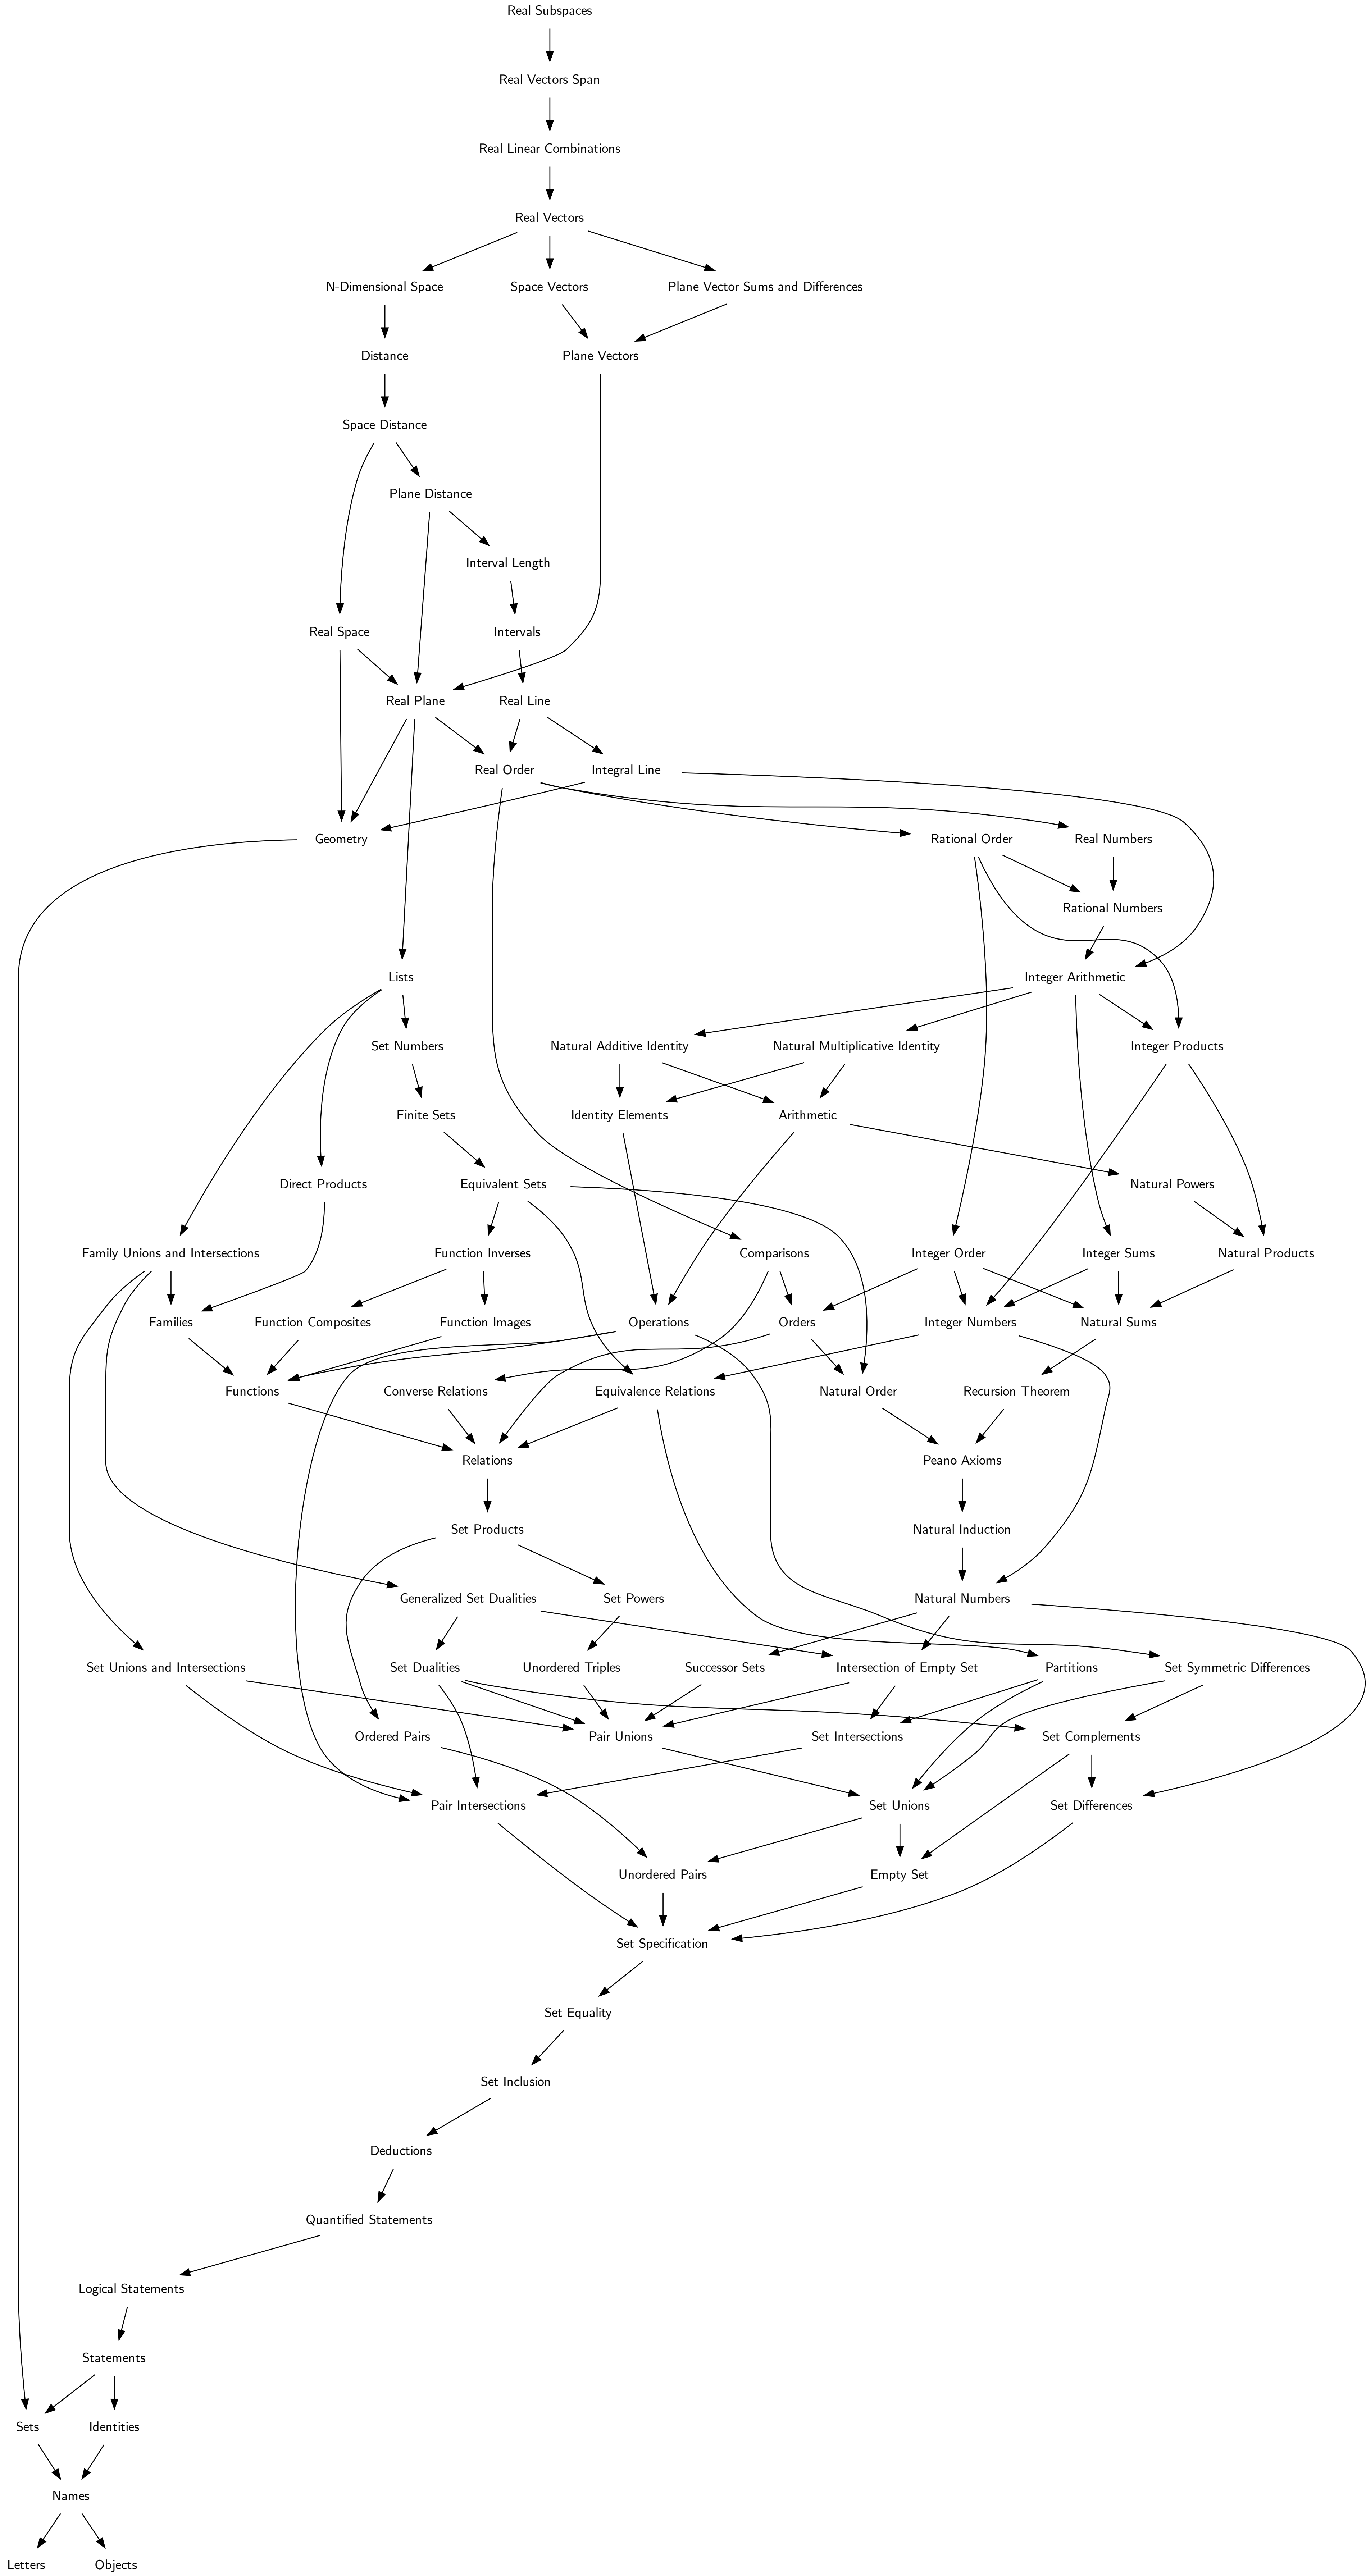 Real Subspaces
Real Vectors Span
Real Linear Combinations
Real Vectors
N-Dimensional Space
Space Vectors
Plane Vector Sums and Differences
Distance
Plane Vectors
Space Distance
Plane Distance
Interval Length
Real Space
Intervals
Real Plane
Real Line
Real Order
Integral Line
Geometry
Rational Order
Real Numbers
Rational Numbers
Lists
Integer Arithmetic
Set Numbers
Natural Additive Identity
Natural Multiplicative Identity
Integer Products
Finite Sets
Identity Elements
Arithmetic
Direct Products
Equivalent Sets
Natural Powers
Family Unions and Intersections
Function Inverses
Comparisons
Integer Order
Integer Sums
Natural Products
Families
Function Composites
Function Images
Operations
Orders
Integer Numbers
Natural Sums
Functions
Converse Relations
Equivalence Relations
Natural Order
Recursion Theorem
Relations
Peano Axioms
Set Products
Natural Induction
Generalized Set Dualities
Set Powers
Natural Numbers
Set Unions and Intersections
Set Dualities
Unordered Triples
Successor Sets
Intersection of Empty Set
Partitions
Set Symmetric Differences
Ordered Pairs
Pair Unions
Set Intersections
Set Complements
Pair Intersections
Set Unions
Set Differences
Unordered Pairs
Empty Set
Set Specification
Set Equality
Set Inclusion
Deductions
Quantified Statements
Logical Statements
Statements
Sets
Identities
Names
Letters
Objects